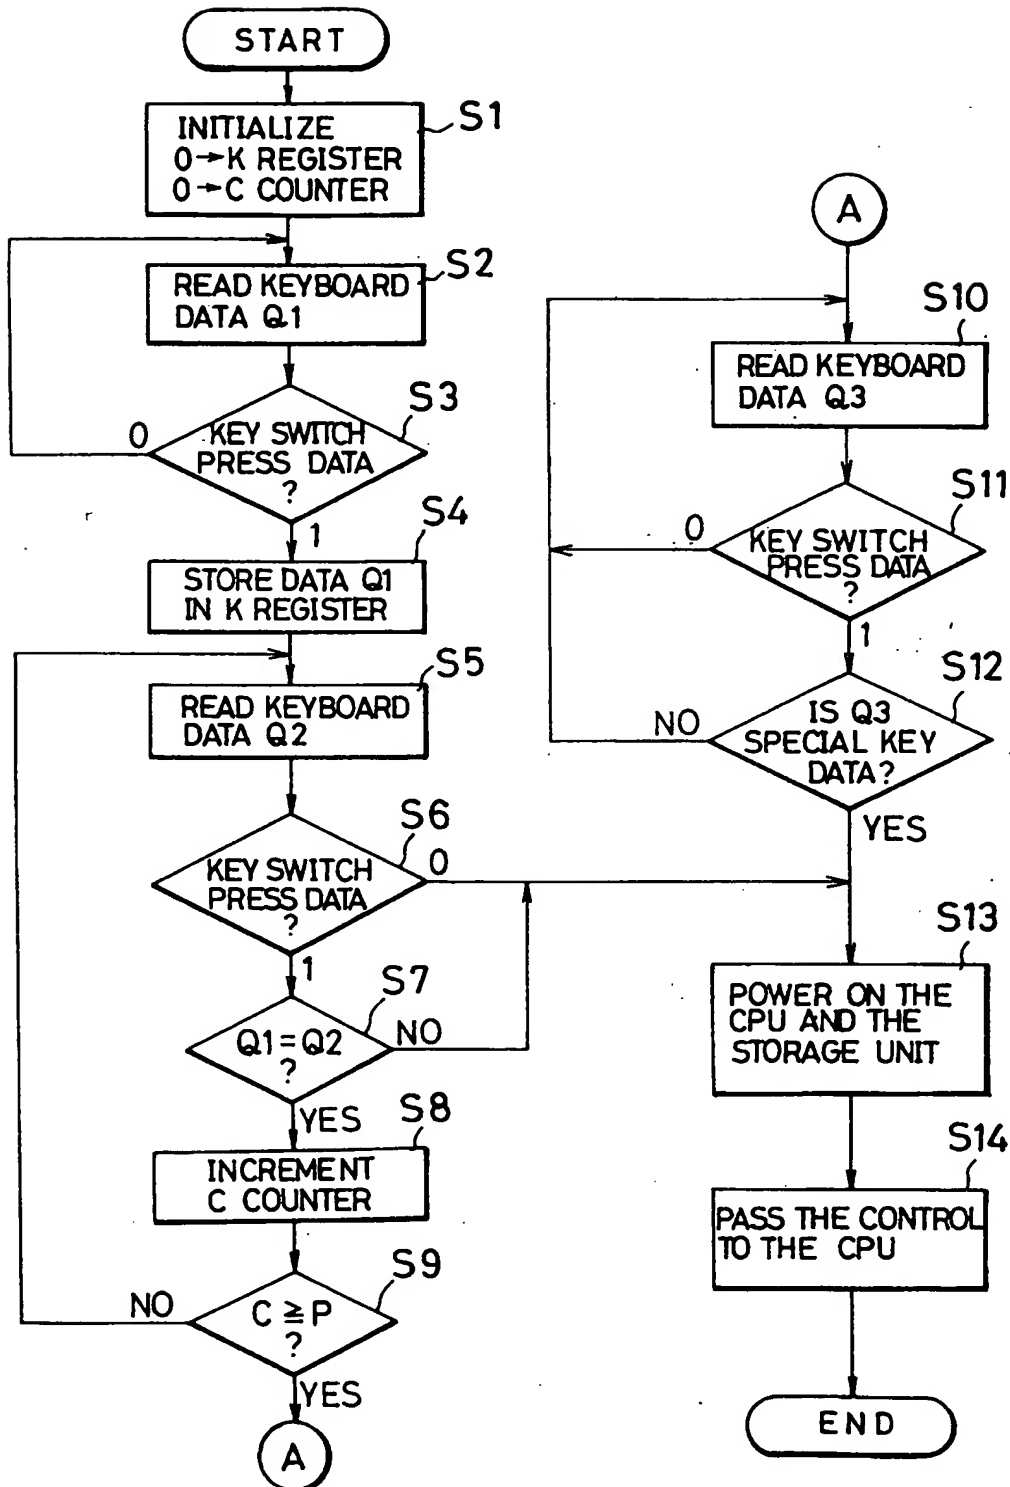 START
S1
INITIALIZE
0→K REGISTER
0→C COUNTER
S2
READ KEYBOARD
DATA Q1
S3
KEY SWITCH
PRESS DATA
?
0
1
S4
STORE DATA Q1
IN K REGISTER
S5
READ KEYBOARD
DATA Q2
S6
KEY SWITCH
PRESS DATA
?
0
1
S7
Q1=Q2
?
NO
YES
S8
INCREMENT
C COUNTER
S9
C≧P
?
NO
YES
A
A
S10
READ KEYBOARD
DATA Q3
S11
KEY SWITCH
PRESS DATA
?
0
1
S12
IS Q3
SPECIAL KEY
DATA?
NO
YES
S13
POWER ON THE
CPU AND THE
STORAGE UNIT
S14
PASS THE CONTROL
TO THE CPU
END